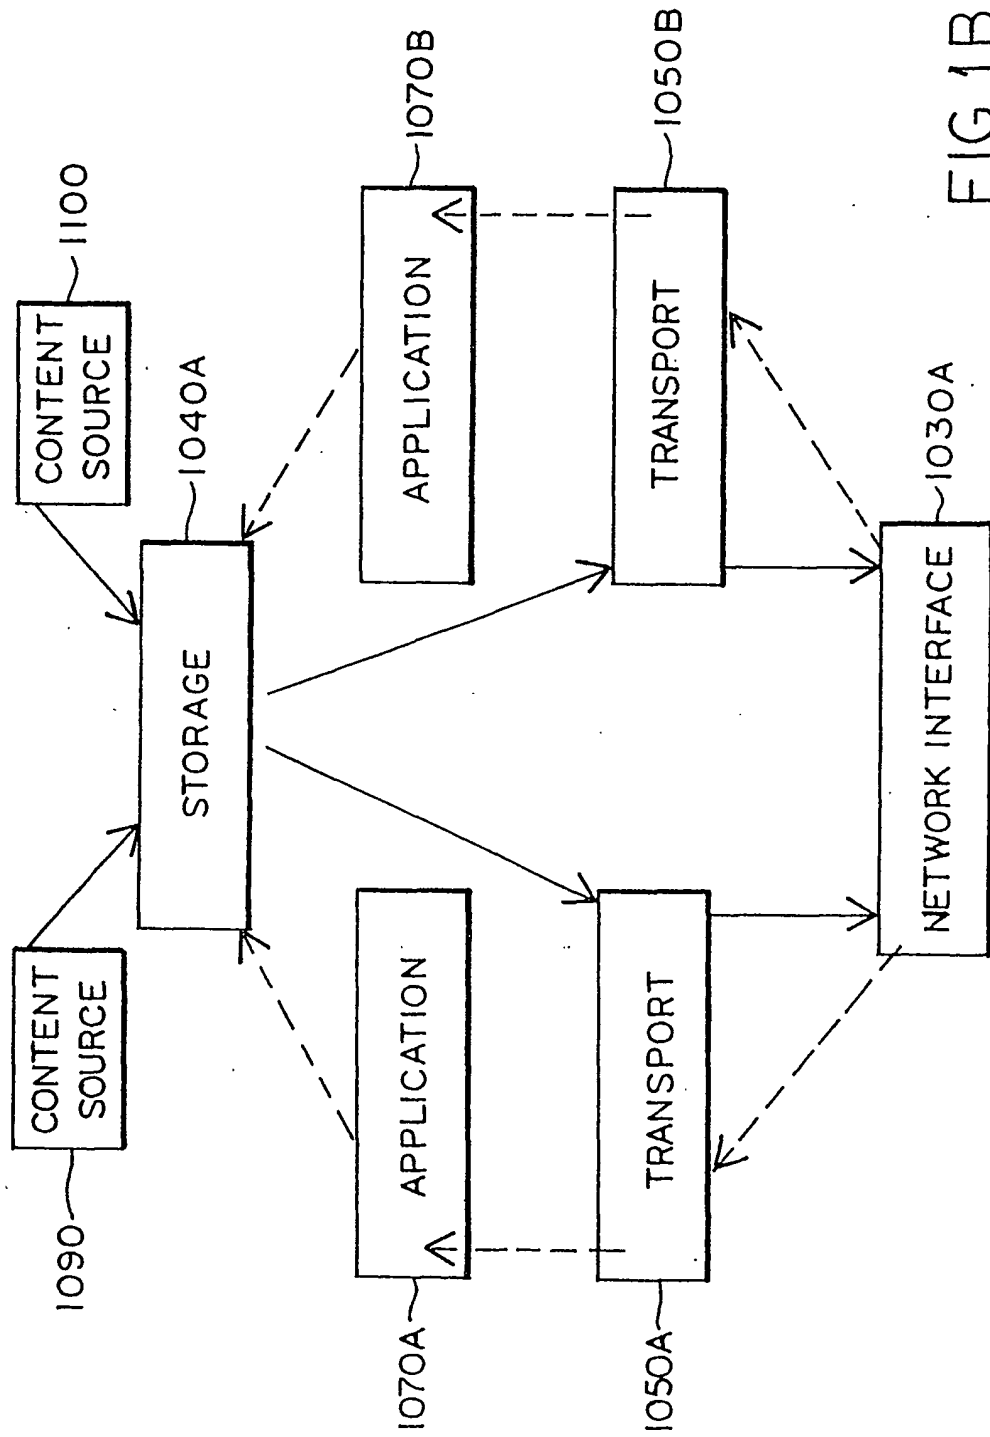 1090
CONTENT
SOURCE
CONTENT
SOURCE
1100
STORAGE
1040A
1070A
APPLICATION
APPLICATION
1070B
1050A
TRANSPORT
TRANSPORT
1050B
NETWORK INTERFACE
1030A
FIG 1B